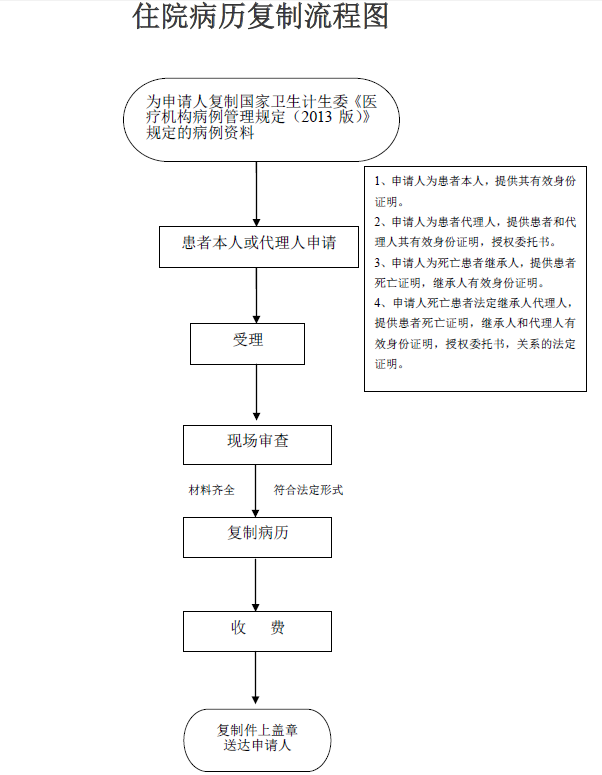 住院病历复制流程图
为申请人复制国家卫生计生委《医
疗机构病例管理规定（2013 版）》
规定的病例资料
患者本人或代理人申请
1、申请人为患者本人，提供其有效身份
证明。
2、申请人为患者代理人，提供患者和代
理人其有效身份证明，授权委托书。
3、申请人为死亡患者继承人，提供患者
死亡证明，继承人有效身份证明。
4、申请人死亡患者法定继承人代理人，
提供患者死亡证明，继承人和代理人有
效身份证明，授权委托书，关系的法定
证明。
受理
现场审查
材料齐全 符合法定形式
复制病历
收 费
复制件上盖章
送达申请人